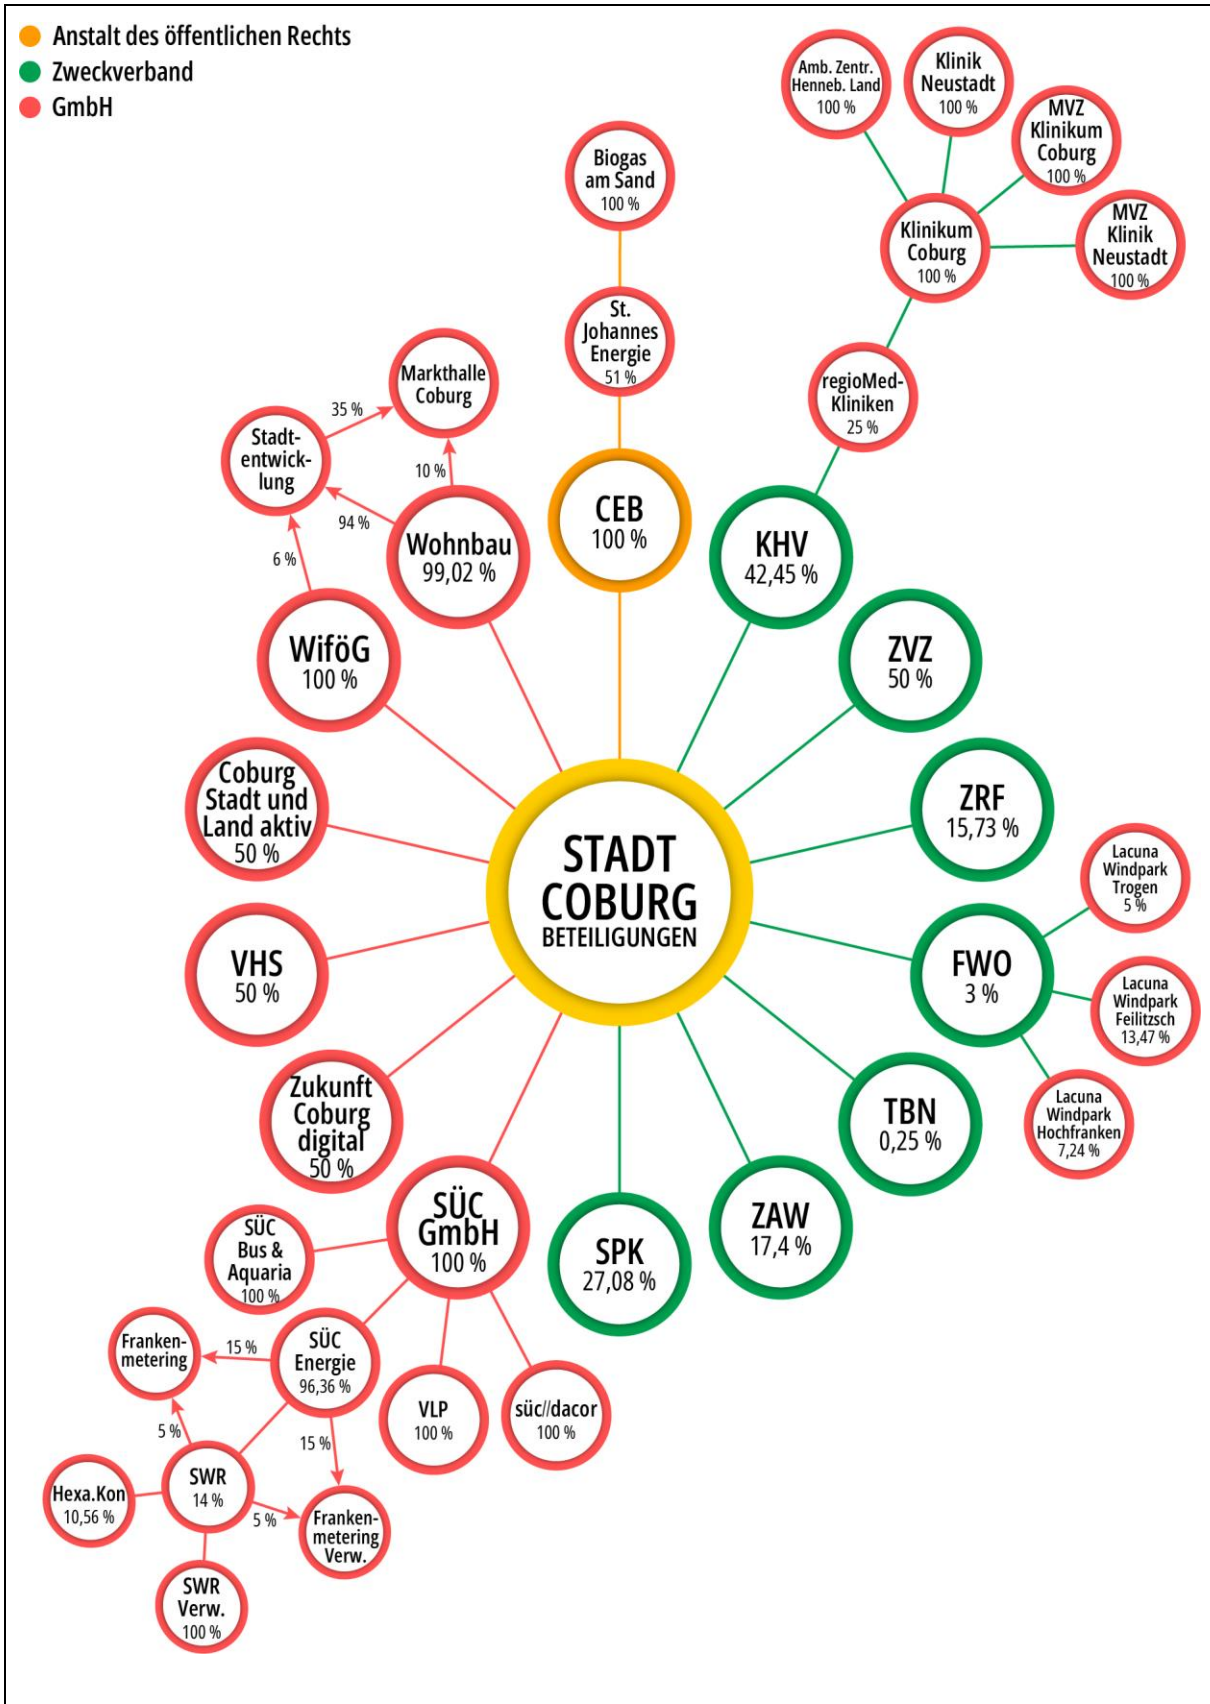 Anstalt des öffentlichen Rechts
Zweckverband
GmbH
Amb. Zentr.
Henneb. Land
100 %
Klinik
Neustadt
100 %
MVZ
Klinikum
Coburg
100 %
MVZ
Klinik
Neustadt
100 %
Klinikum
Coburg
100 %
regioMed-
Kliniken
25 %
Biogas
am Sand
100 %
St.
Johannes
Energie
51 %
CEB
100 %
Markthalle
Coburg
35 %
10 %
Stadt-
entwick-
lung
94 %
6 %
Wohnbau
99,02 %
WiföG
100 %
KHV
42,45 %
ZVZ
50 %
ZRF
15,73 %
Coburg
Stadt und
Land aktiv
50 %
STADT
COBURG
BETEILIGUNGEN
Lacuna
Windpark
Trogen
5 %
FWO
3 %
Lacuna
Windpark
Feilitzsch
13,47 %
Lacuna
Windpark
Hochfranken
7,24 %
VHS
50 %
Zukunft
Coburg
digital
50 %
TBN
0,25 %
ZAW
17,4 %
SPK
27,08 %
SÜC
GmbH
100 %
SÜC
Bus &
Aquaria
100 %
Franken-
metering
15 %
SÜC
Energie
96,36 %
VLP
100 %
süc//dacor
100 %
5 %
15 %
Hexa.Kon
10,56 %
SWR
14 %
5 %
Franken-
metering
Verw.
SWR
Verw.
100 %